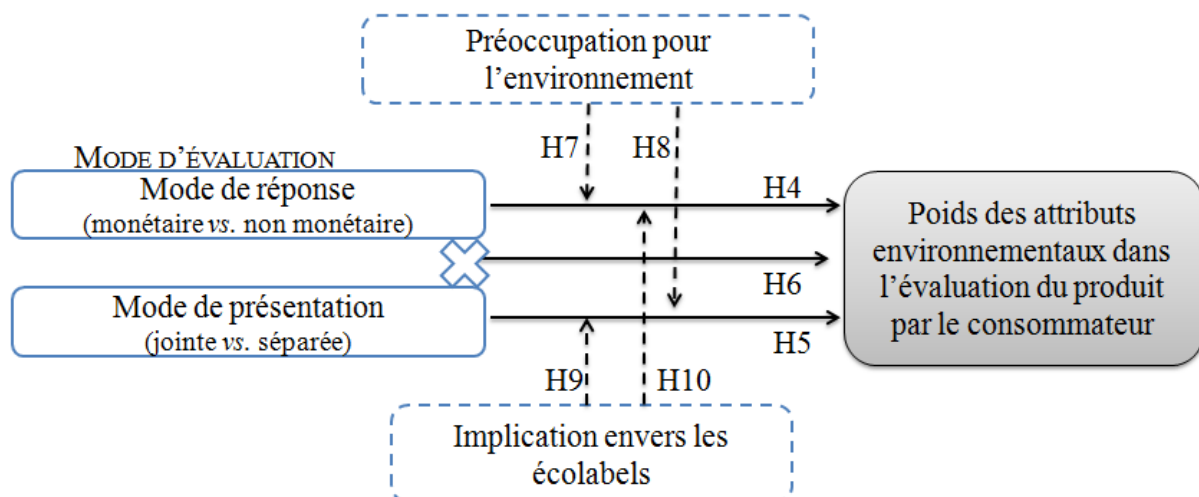 Préoccupation pour
l’environnement
H7
H8
MODE D’ÉVALUATION
Mode de réponse
(monétaire vs. non monétaire)
H4
Poids des attributs
environnementaux dans
l’évaluation du produit
par le consommateur
H6
Mode de présentation
(jointe vs. séparée)
H5
H9
H10
Implication envers les
écolabels